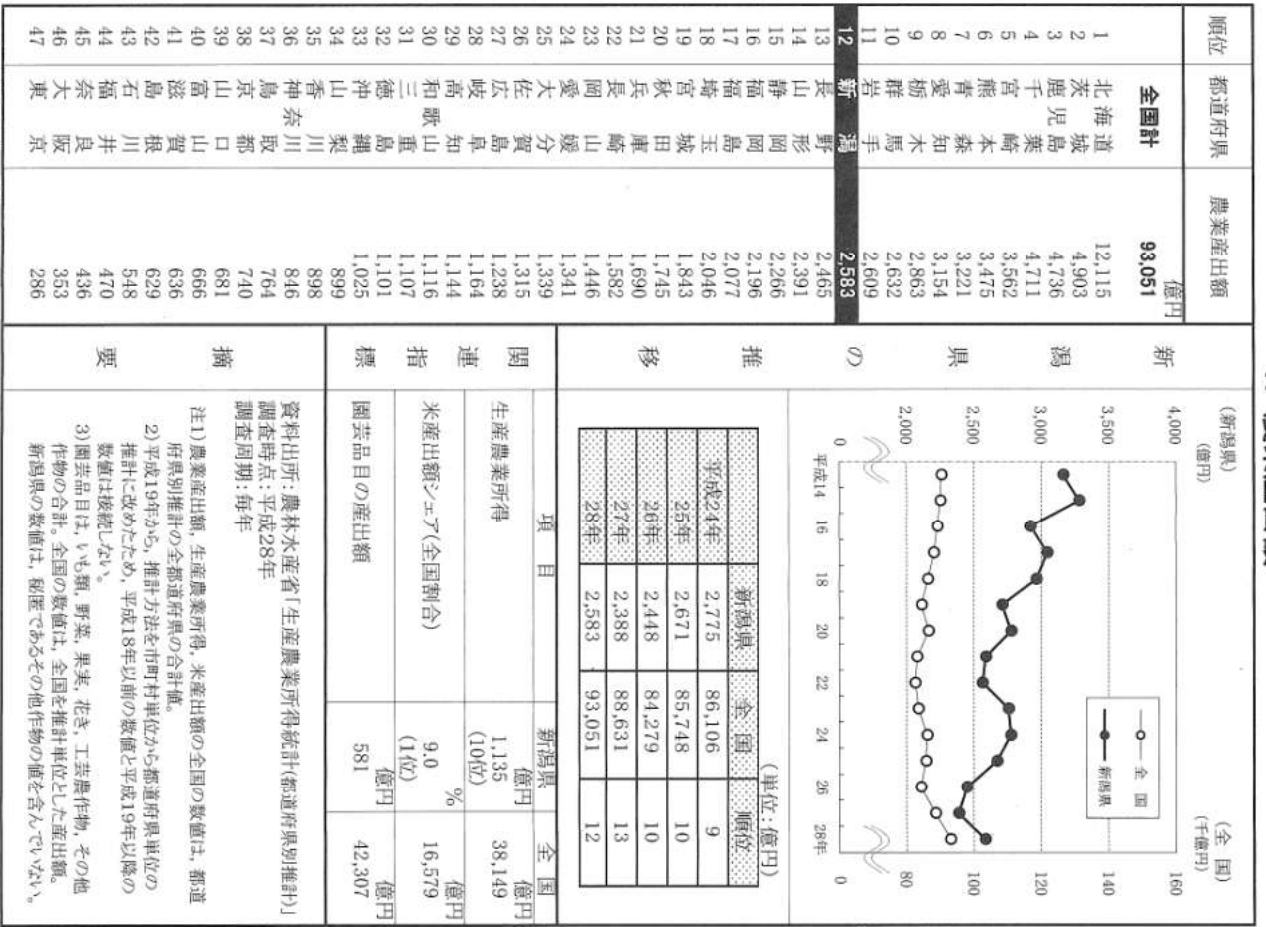 順位 都道府県 農業産出額
億円
全国計 93,051
1 北海道 12,115
2 茨城 4,903
3 鹿児島 4,736
4 千葉 4,711
5 宮崎 3,562
6 熊本 3,475
7 青森 3,221
8 愛知 3,154
9 栃木 2,863
10 群馬 2,632
11 岩手 2,609
12 新潟 2,583
13 長野 2,465
14 山形 2,391
15 静岡 2,266
16 福岡 2,196
17 福島 2,077
18 埼玉 2,046
19 宮城 1,843
20 秋田 1,745
21 兵庫 1,690
22 長崎 1,582
23 岡山 1,446
24 愛媛 1,341
25 大分 1,339
26 佐賀 1,315
27 広島 1,238
28 岐阜 1,164
29 高知 1,144
30 和歌山 1,116
31 三重 1,107
32 徳島 1,101
33 沖縄 1,025
34 山梨 899
35 香川 898
36 神奈川 846
37 鳥取 764
38 京都 740
39 山口 681
40 富山 666
41 滋賀 636
42 島根 629
43 石川 548
44 福井 470
45 奈良 436
46 大阪 353
47 東京 286
新潟県の推移
(新潟県) (全 国)
(億円) (千億円)
4,000 160
3,500 140
3,000 120
2,500 100
2,000 80
0 0
全 国
新潟県
平成14 16 18 20 22 24 26 28年
(単位:億円)
新潟県 全 国 順位
平成24年 2,775 86,106 9
25年 2,671 85,748 10
26年 2,448 84,279 10
27年 2,388 88,631 13
28年 2,583 93,051 12
関連指標
項 目 新潟県 全 国
億円 億円
生産農業所得 1,135 38,149
(10位)
% 億円
米産出額シェア(全国割合) 9.0 16,579
(1位)
億円 億円
園芸品目の産出額 581 42,307
摘要
資料出所:農林水産省「生産農業所得統計(都道府県別推計)」
調査時点:平成28年
調査周期:毎年
注1)農業産出額, 生産農業所得, 米産出額の全国の数値は, 都道
府県別推計の全都道府県の合計値。
2)平成19年から, 推計方法を市町村単位から都道府県単位の
推計に改めたため, 平成18年以前の数値と平成19年以降の
数値は接続しない。
3)園芸品目は, いも類, 野菜, 果実, 花き, 工芸農作物, その他
作物の合計。全国の数値は, 全国を推計単位とした産出額。
新潟県の数値は, 秘匿であるその他作物の値を含んでいない。